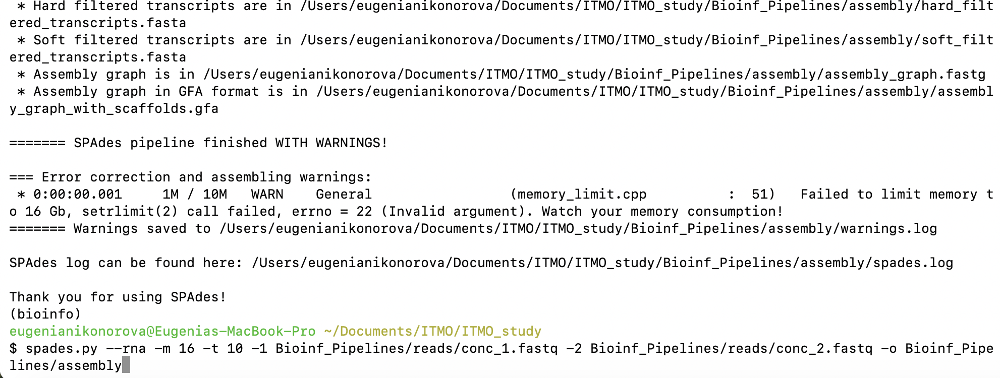 * Hard filtered transcripts are in /Users/eugenianikonorova/Documents/ITMO/ITMO_study/Bioinf_Pipelines/assembly/hard_filt
ered_transcripts.fasta
 * Soft filtered transcripts are in /Users/eugenianikonorova/Documents/ITMO/ITMO_study/Bioinf_Pipelines/assembly/soft_filt
ered_transcripts.fasta
 * Assembly graph is in /Users/eugenianikonorova/Documents/ITMO/ITMO_study/Bioinf_Pipelines/assembly/assembly_graph.fastg
 * Assembly graph in GFA format is in /Users/eugenianikonorova/Documents/ITMO/ITMO_study/Bioinf_Pipelines/assembly/assembl
y_graph_with_scaffolds.gfa

======= SPAdes pipeline finished WITH WARNINGS!

=== Error correction and assembling warnings:
 * 0:00:00.001     1M / 10M   WARN    General                 (memory_limit.cpp          :  51)   Failed to limit memory t
o 16 Gb, setrlimit(2) call failed, errno = 22 (Invalid argument). Watch your memory consumption!
======= Warnings saved to /Users/eugenianikonorova/Documents/ITMO/ITMO_study/Bioinf_Pipelines/assembly/warnings.log

SPAdes log can be found here: /Users/eugenianikonorova/Documents/ITMO/ITMO_study/Bioinf_Pipelines/assembly/spades.log

Thank you for using SPAdes!
(bioinfo)
eugenianikonorova@Eugenias-MacBook-Pro ~/Documents/ITMO/ITMO_study
$ spades.py --rna -m 16 -t 10 -1 Bioinf_Pipelines/reads/conc_1.fastq -2 Bioinf_Pipelines/reads/conc_2.fastq -o Bioinf_Pipe
lines/assembly